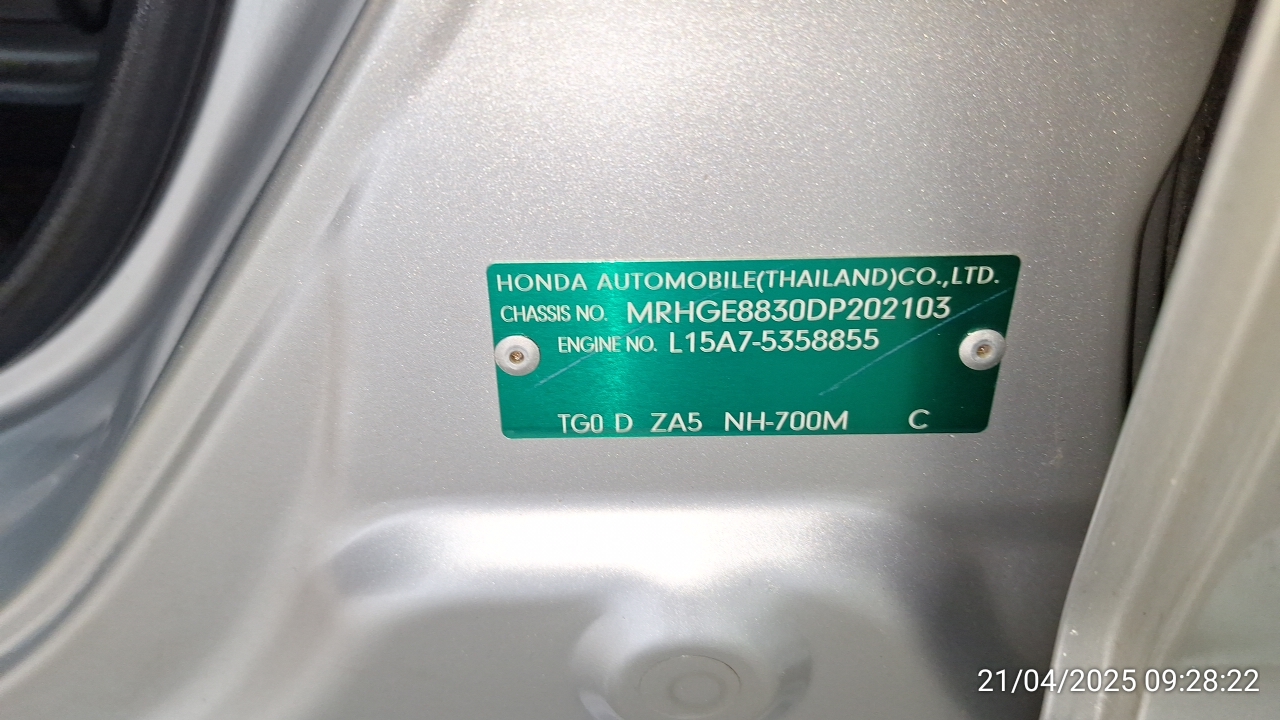 HONDA AUTOMOBILE(THAILAND)CO.,LTD.
CHASSIS NO. MRHGE8830DP202103
ENGINE NO. L15A7-5358855
TG0 D ZA5 NH-700M C
21/04/2025 09:28:22